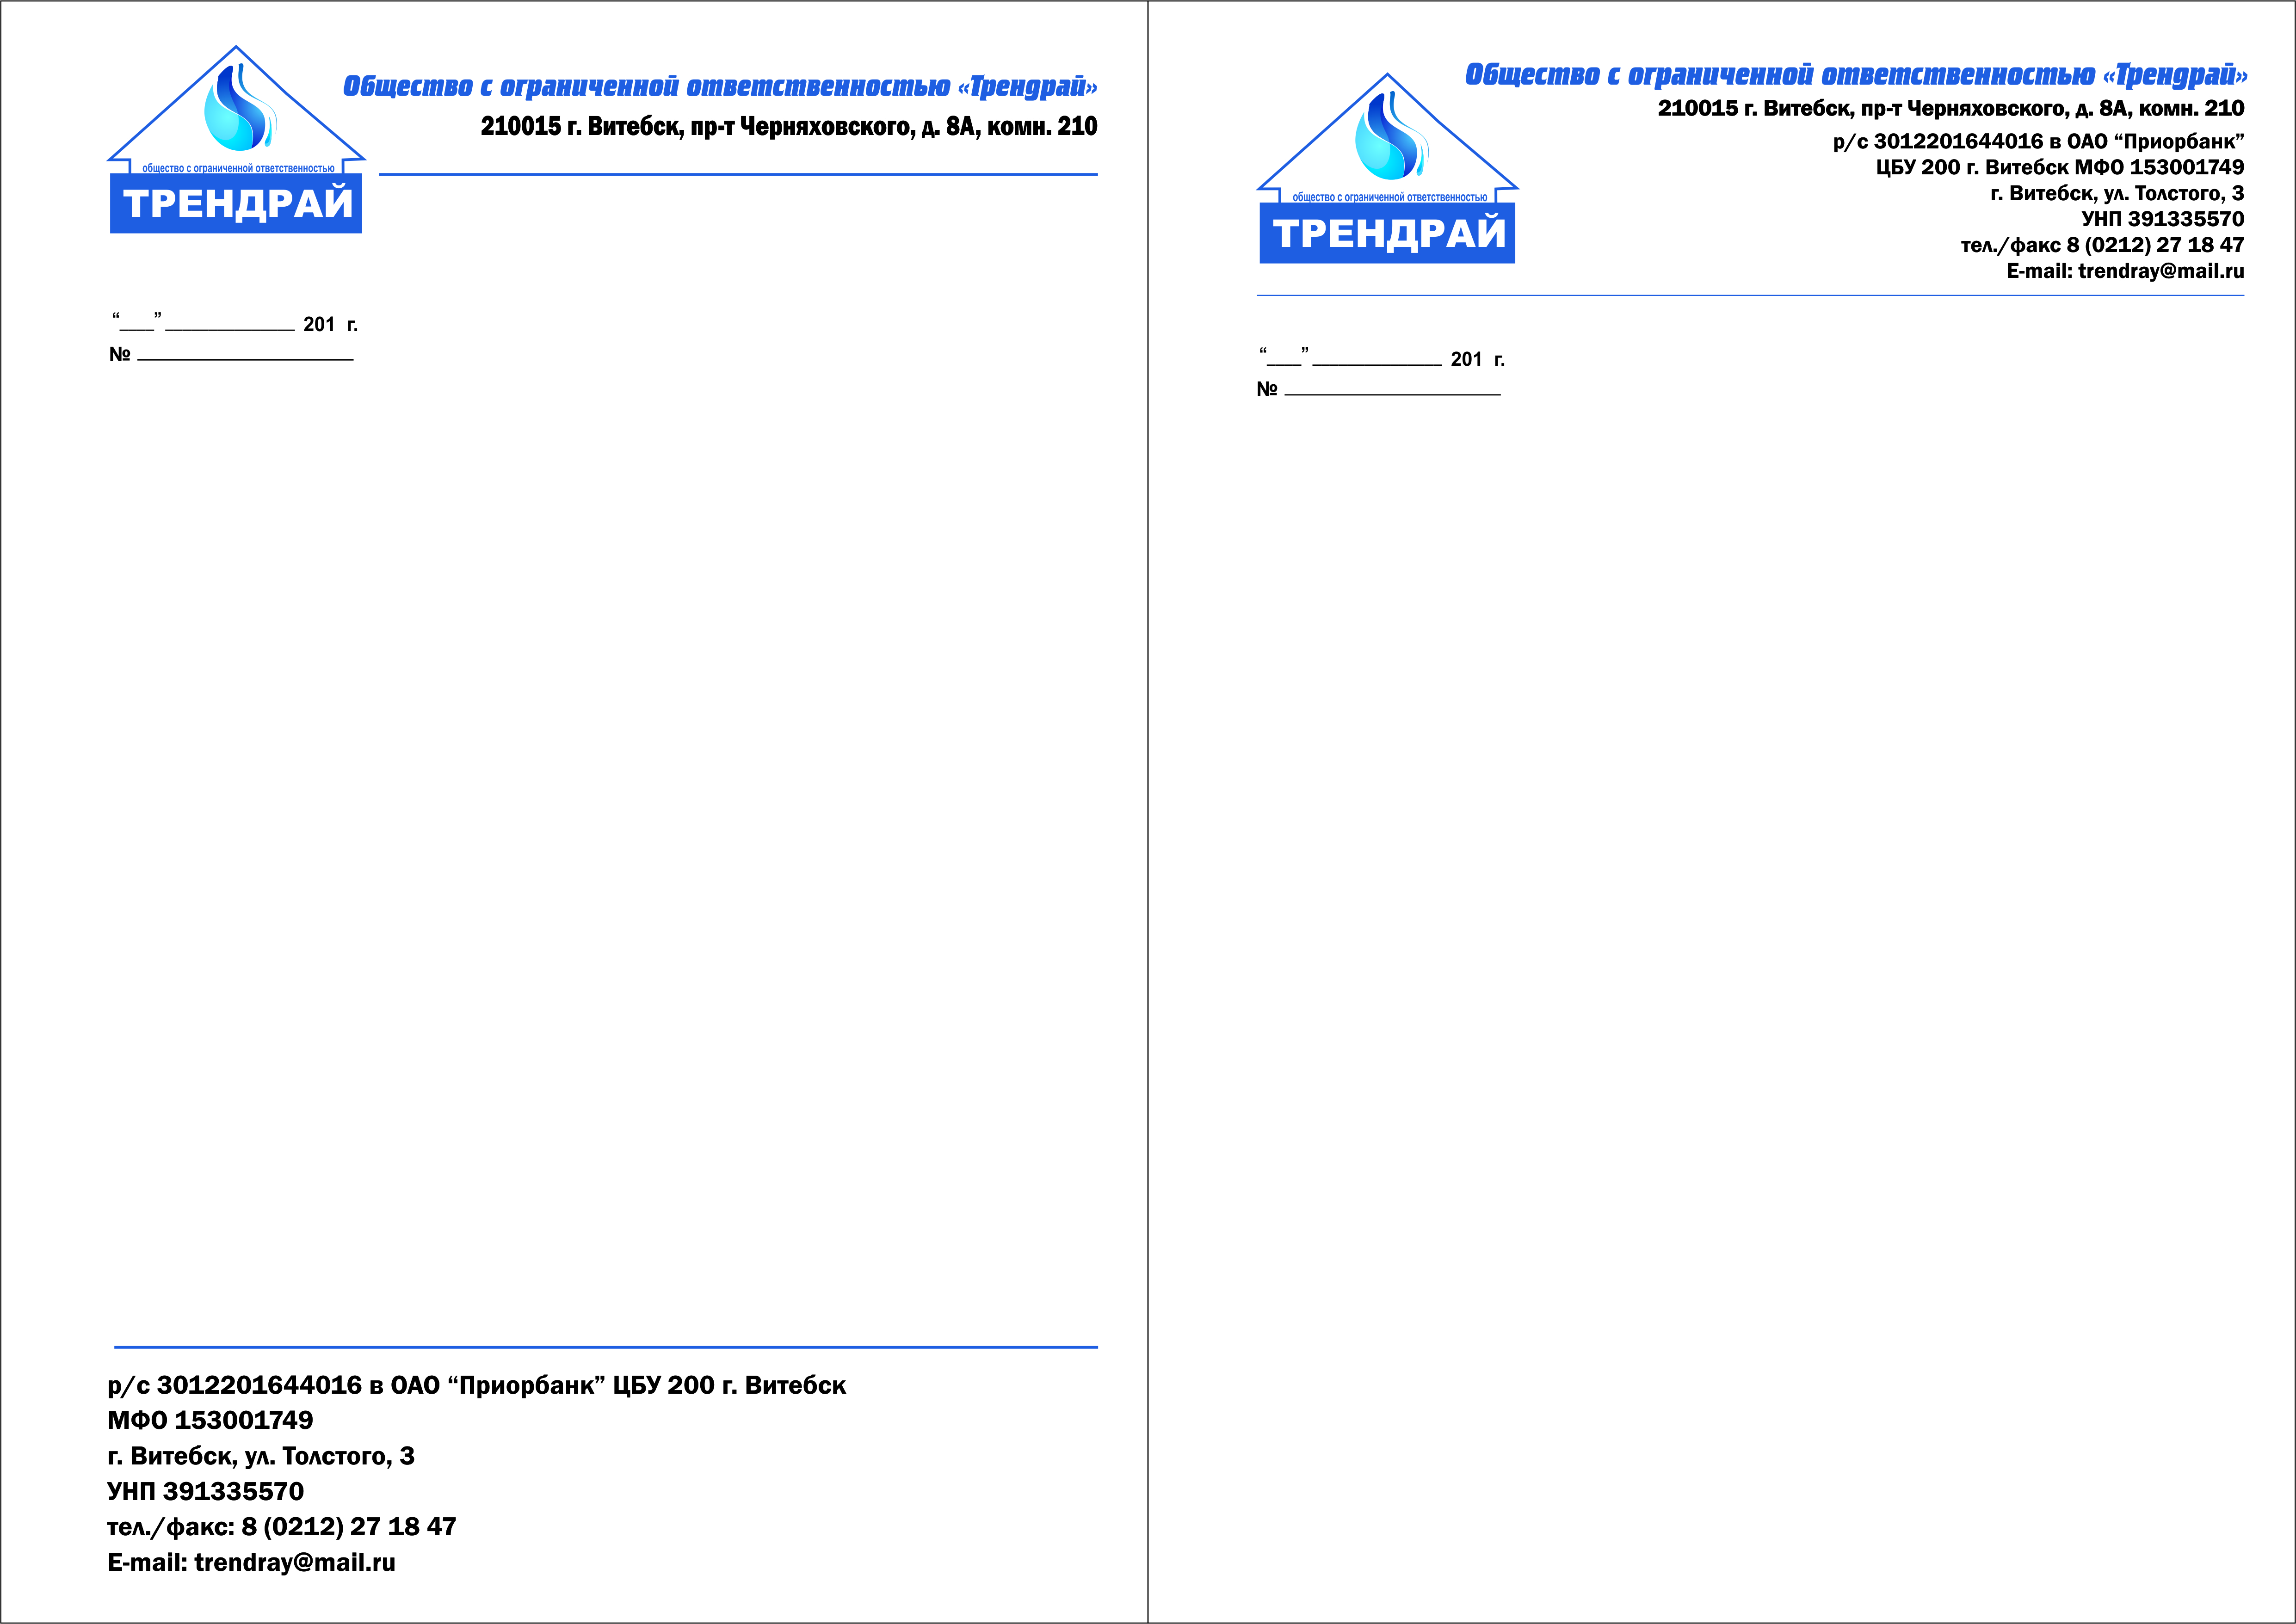 Общество с ограниченной ответственностью «Трендрай»
210015 г. Витебск, пр-т Черняховского, д. 8А, комн. 210
общество с ограниченной ответственностью
ТРЕНДРАЙ
“___” ____________ 201 г.
№ ____________________
р/с 3012201644016 в ОАО “Приорбанк” ЦБУ 200 г. Витебск
МФО 153001749
г. Витебск, ул. Толстого, 3
УНП 391335570
тел./факс: 8 (0212) 27 18 47
E-mail: trendray@mail.ru
Общество с ограниченной ответственностью «Трендрай»
210015 г. Витебск, пр-т Черняховского, д. 8А, комн. 210
р/с 3012201644016 в ОАО “Приорбанк”
ЦБУ 200 г. Витебск МФО 153001749
г. Витебск, ул. Толстого, 3
УНП 391335570
тел./факс 8 (0212) 27 18 47
E-mail: trendray@mail.ru
общество с ограниченной ответственностью
ТРЕНДРАЙ
“___” ____________ 201 г.
№ ____________________